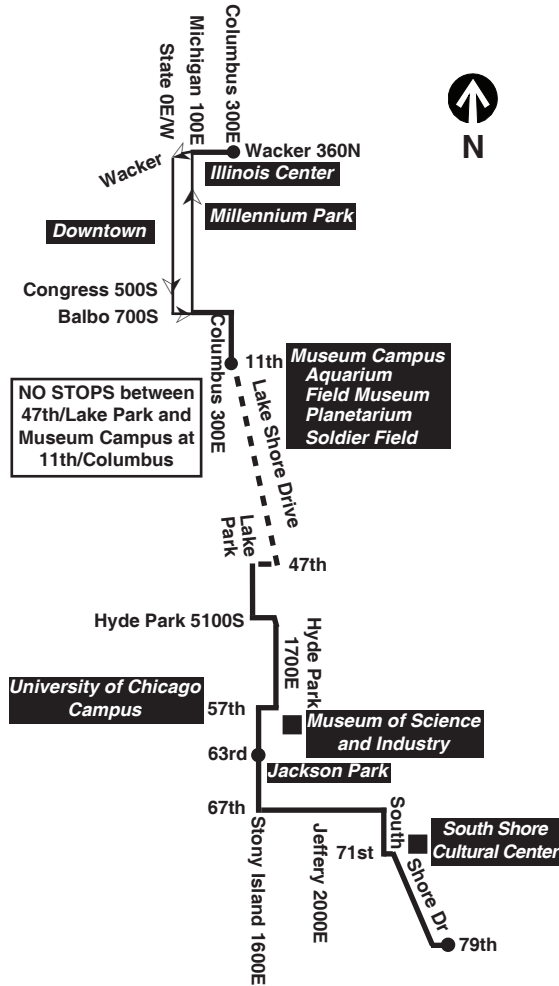 Columbus 300E
Michigan 100E
State 0E/W
N
Wacker
Wacker 360N
Illinois Center
Millennium Park
Downtown
Congress 500S
Balbo 700S
Columbus 300E
11th
Museum Campus
Aquarium
Field Museum
Planetarium
Soldier Field
NO STOPS between
47th/Lake Park and
Museum Campus at
11th/Columbus
Lake Shore Drive
Lake
Park
47th
Hyde Park 5100S
Hyde Park
1700E
University of Chicago
Campus
57th
Museum of Science
and Industry
63rd
Jackson Park
67th
Stony Island 1600E
Jeffery 2000E
South
Shore Dr
71st
South Shore
Cultural Center
79th